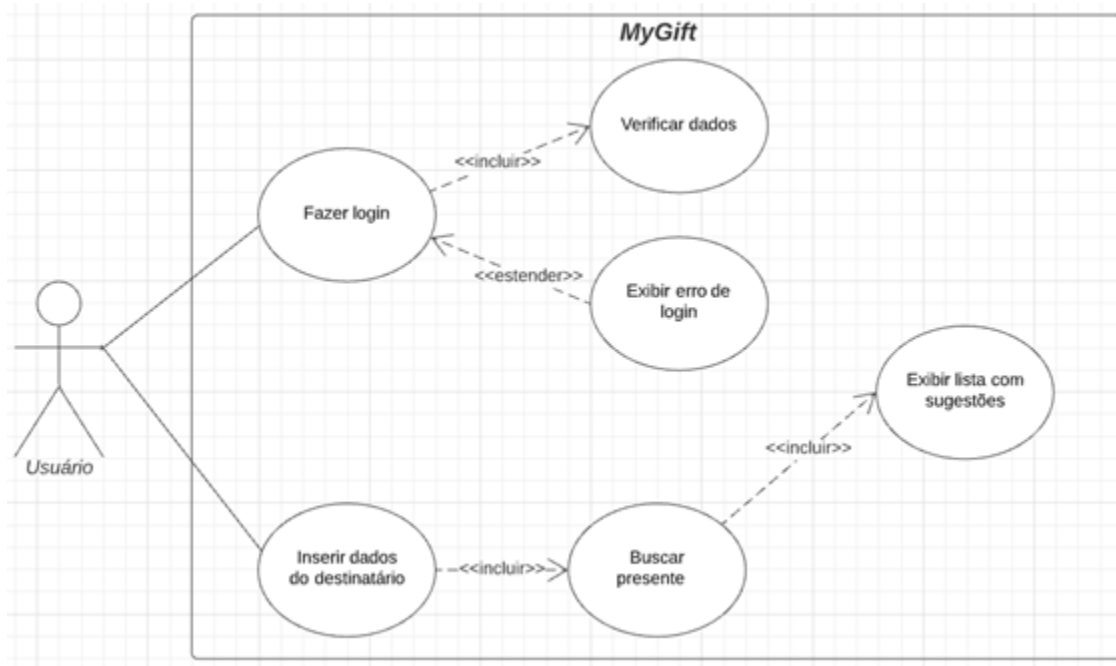 MyGift
Verificar dados
<<incluir>>
Fazer login
<<estender>>
Exibir erro de
login
Exibir lista com
sugestões
<<incluir>>
Usuário
Inserir dados
do destinatário
<<incluir>>
Buscar
presente